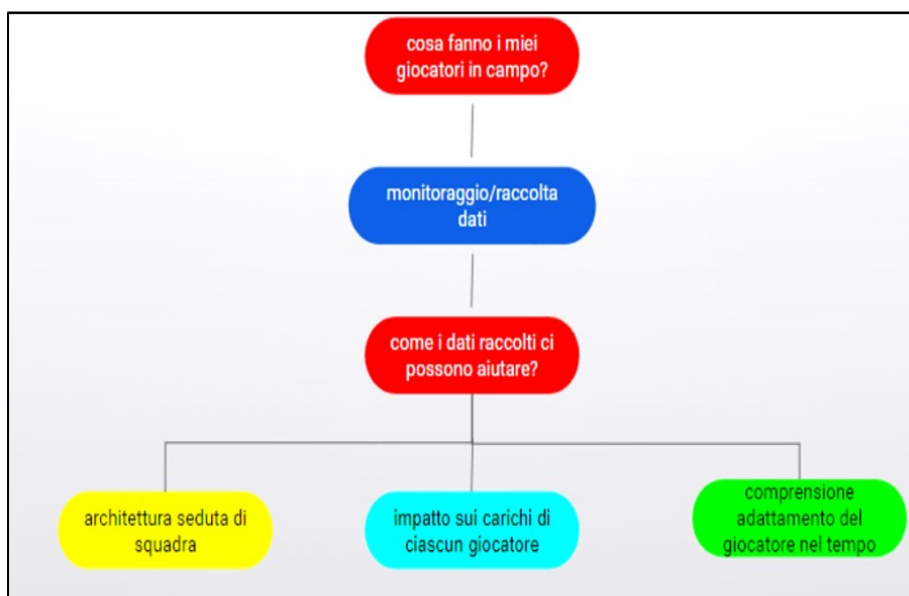 cosa fanno i miei
giocatori in campo?
monitoraggio/raccolta
dati
come i dati raccolti ci
possono aiutare?
architettura seduta di
squadra
impatto sui carichi di
ciascun giocatore
comprensione
adattamento del
giocatore nel tempo